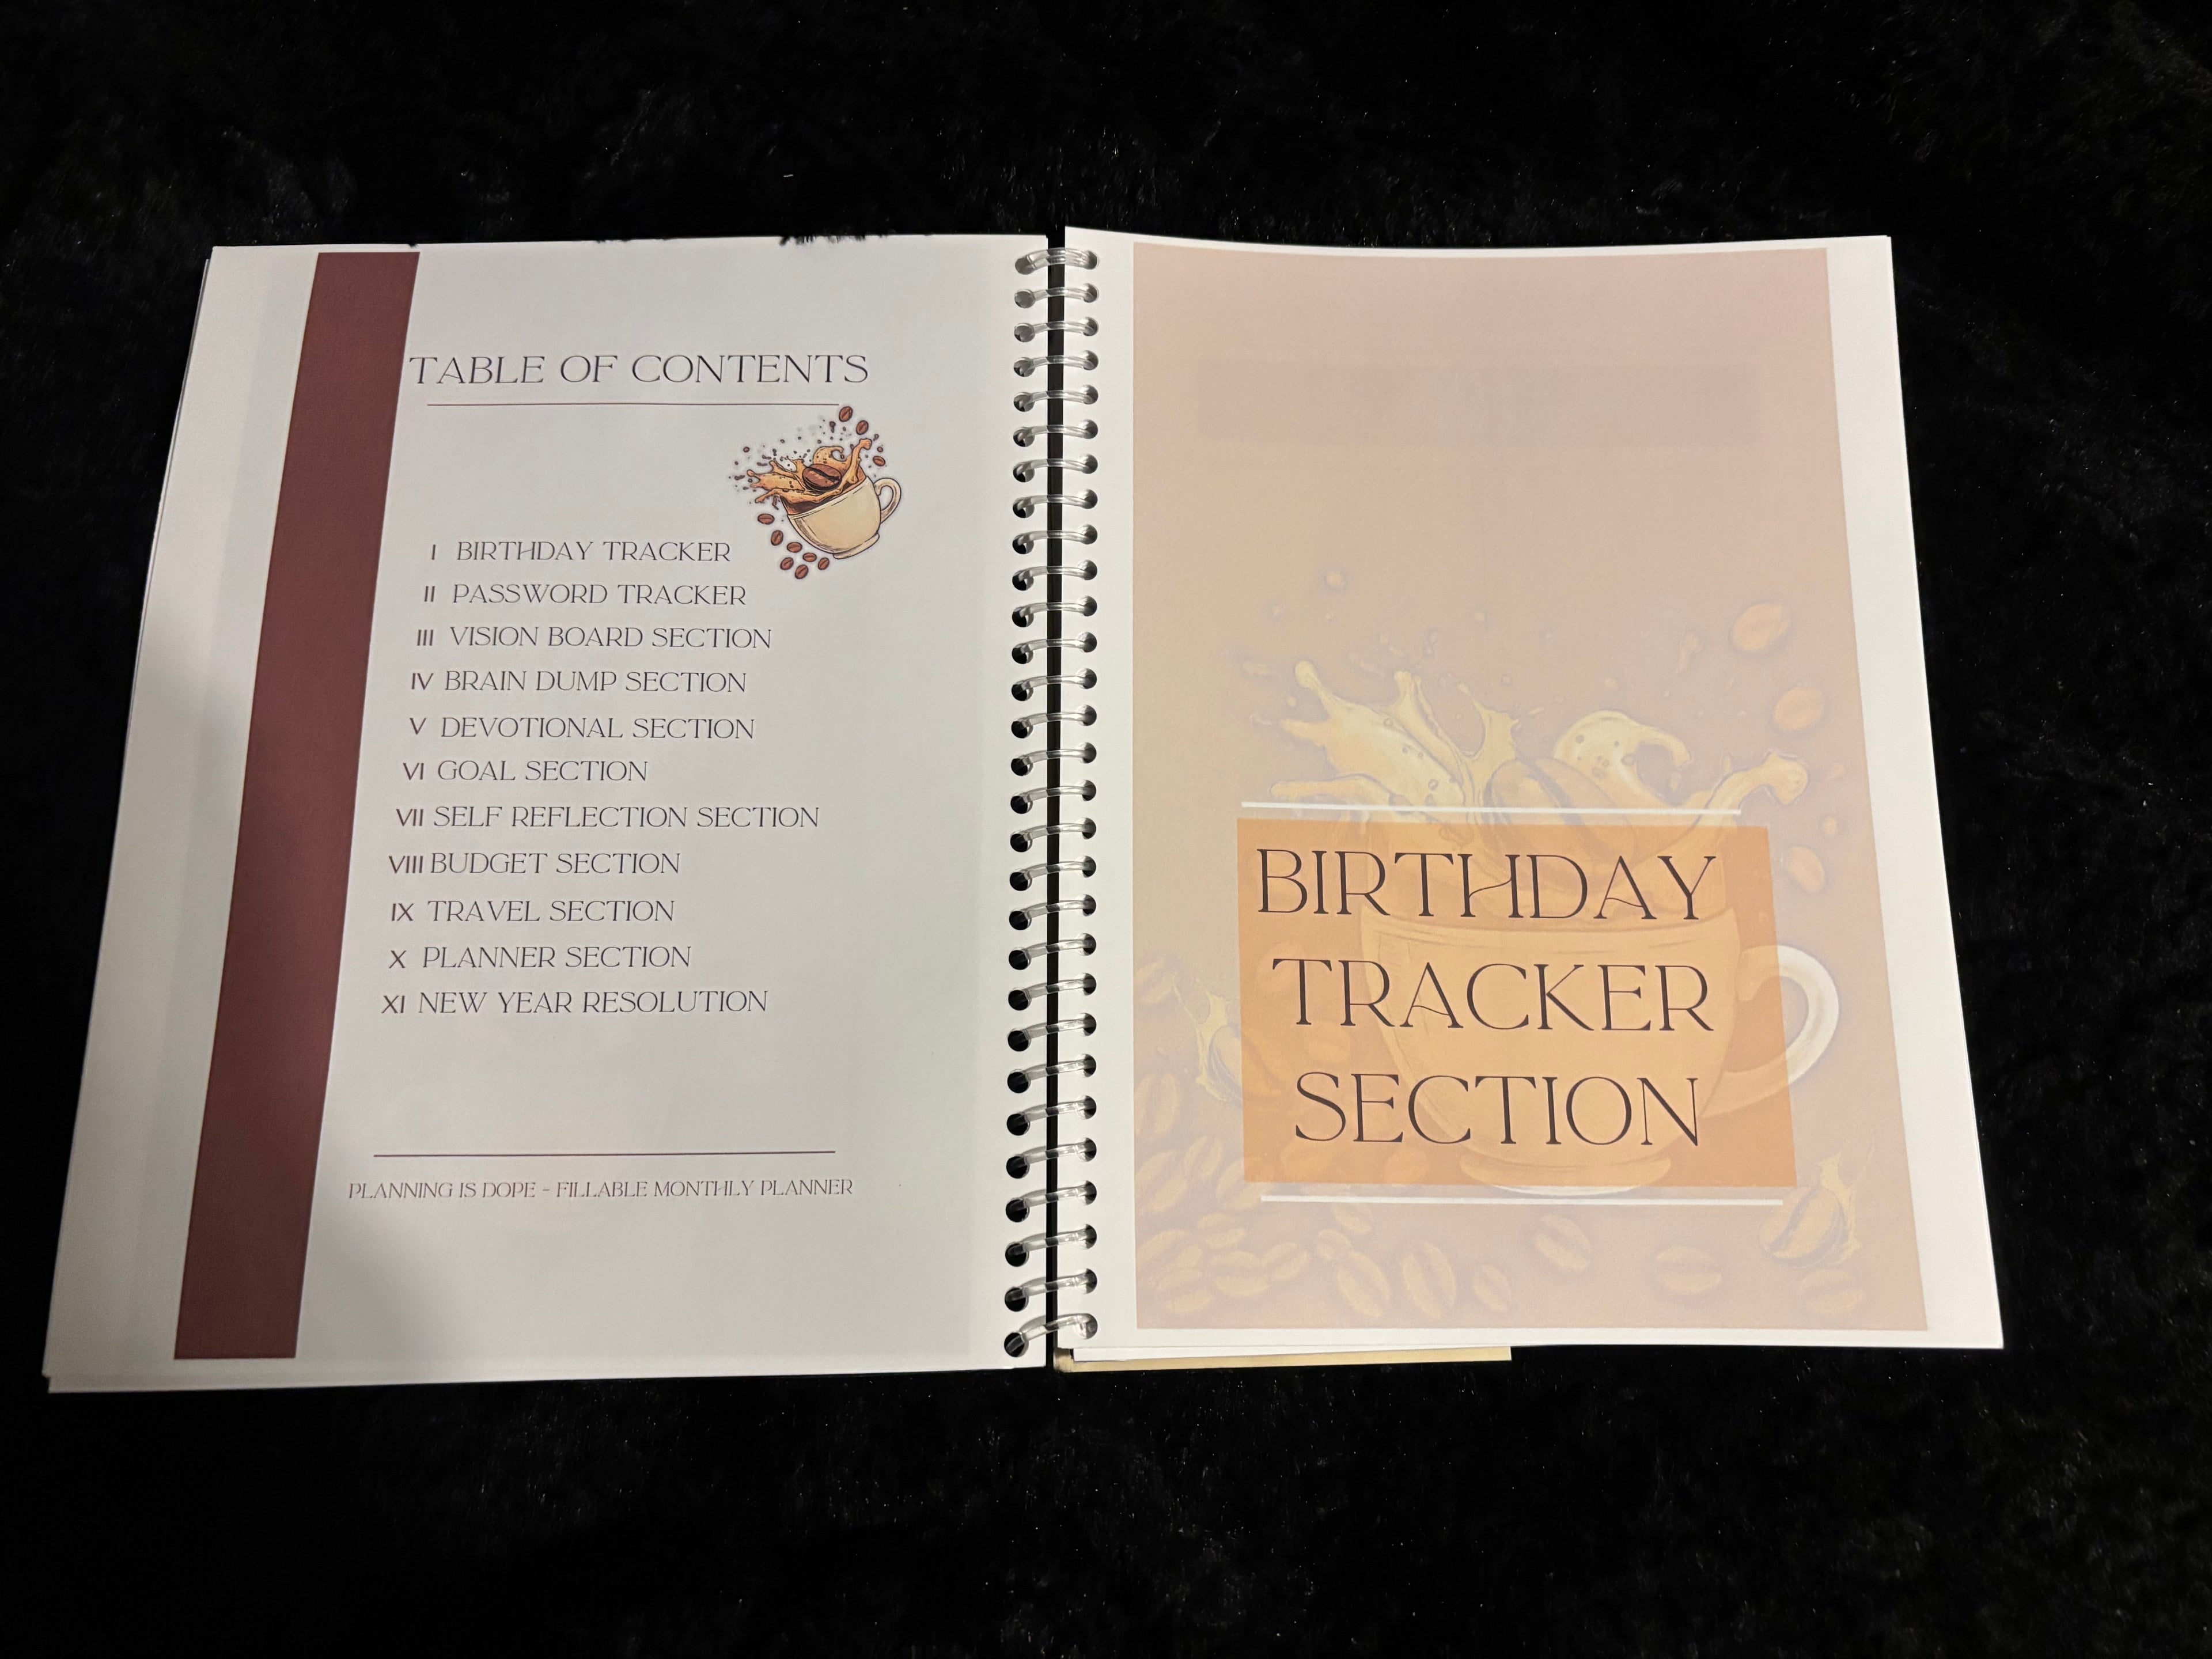 TABLE OF CONTENTS
I BIRTHDAY TRACKER
II PASSWORD TRACKER
III VISION BOARD SECTION
IV BRAIN DUMP SECTION
V DEVOTIONAL SECTION
VI GOAL SECTION
VII SELF REFLECTION SECTION
VIII BUDGET SECTION
IX TRAVEL SECTION
X PLANNER SECTION
XI NEW YEAR RESOLUTION
PLANNING IS DOPE - FILLABLE MONTHLY PLANNER
BIRTHDAY
TRACKER
SECTION